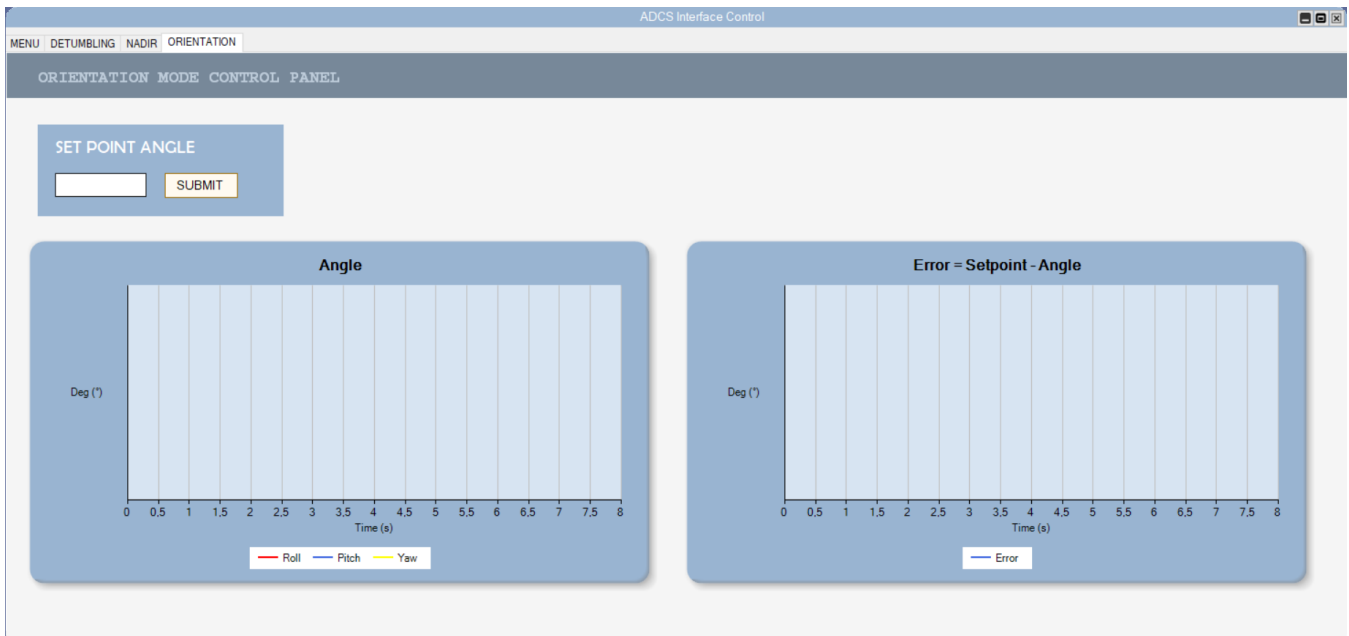 ADCS Interface Control
MENU DETUMBLING NADIR ORIENTATION
ORIENTATION MODE CONTROL PANEL
SET POINT ANGLE
SUBMIT
Angle
Deg (°)
0 0,5 1 1,5 2 2,5 3 3,5 4 4,5 5 5,5 6 6,5 7 7,5 8
Time (s)
Roll Pitch Yaw
Error = Setpoint - Angle
Deg (°)
0 0,5 1 1,5 2 2,5 3 3,5 4 4,5 5 5,5 6 6,5 7 7,5 8
Time (s)
Error